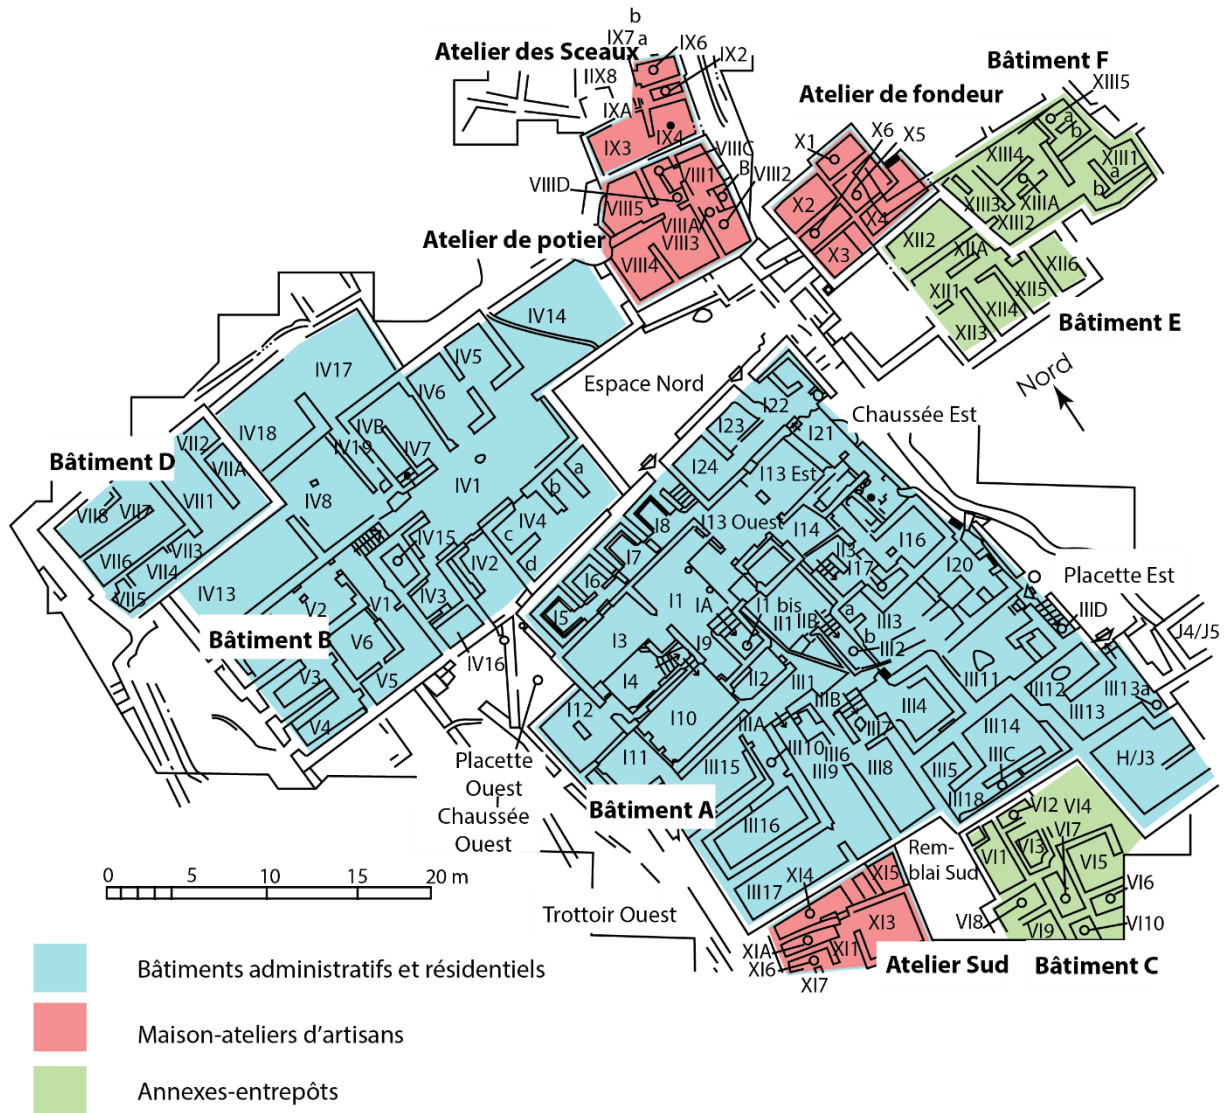 b
IX7 a
IX6
IX2
Atelier des Sceaux
IIX8
IXA
IX4
IX3
Bâtiment F
XIII5
Atelier de fondeur
a
b
X6
X5
X1
XIII4
XIII1
a
b
X2
XIII3
XIIIA
XIII2
X4
X3
VIIIC
VIIID
VIII1
B
VIII2
VIII5
VIIIA
VIII3
VIII4
Atelier de potier
XII2
XIIA
XII6
XII1
XII5
XII4
XII3
Bâtiment E
Nord
IV14
IV5
IV17
IV6
Espace Nord
I22
Chaussée Est
IVB
I23
IV18
IV19
IV7
I21
VII2
Bâtiment D
VIIA
I24
a
I13 Est
IV8
IV1
b
VII8
VII7
VII1
IV4
c
d
I8
I13 Ouest
I14
I16
VII6
VII3
VII4
VII5
IV15
IV2
I7
II3
I17
I20
I6
Placette Est
IV13
V2
V1
IV3
I5
I1
IA
I1 bis
II1
IIB
a
III3
IIID
J4/J5
Bâtiment B
V6
I3
I9
b
III2
IV16
V3
V5
I4
II2
III1
III11
III12
III13a
V4
I12
I10
IIIA
IIIB
III7
III4
III13
III14
III10
III6
Placette
Ouest
I11
III15
III9
III8
III5
IIIC
H/J3
Chaussée
Ouest
Bâtiment A
III18
III16
VI2
VI4
VI7
VI1
VI3
VI5
Rem-
blai Sud
0
5
10
15
20 m
XI4
XI5
VI6
III17
Trottoir Ouest
XI3
VI8
VI9
VI10
XIA
XI1
XI6
XI7
Atelier Sud
Bâtiment C
Bâtiments administratifs et résidentiels
Maison-ateliers d’artisans
Annexes-entrepôts